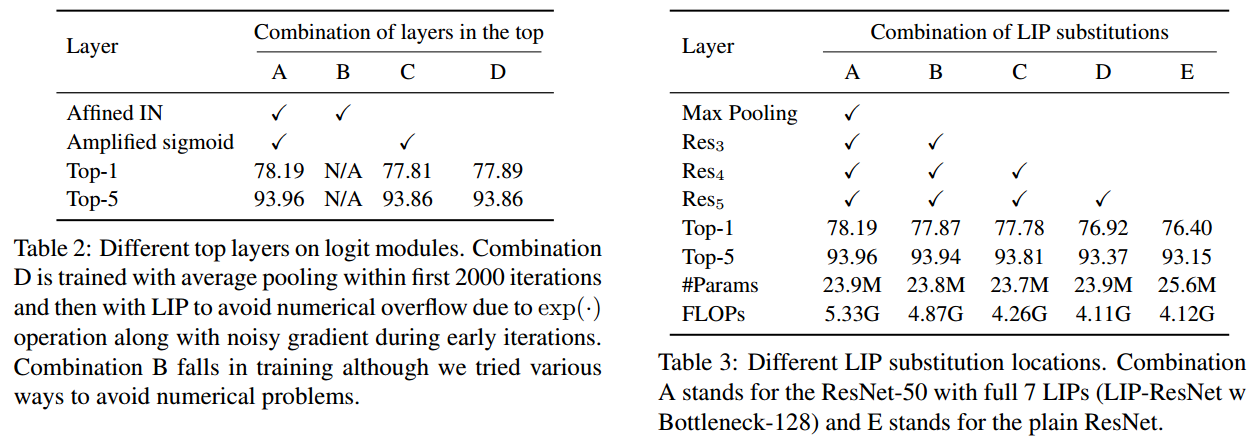 Layer Combination of layers in the top
A B C D
Affined IN ✓ ✓
Amplified sigmoid ✓ ✓
Top-1 78.19 N/A 77.81 77.89
Top-5 93.96 N/A 93.86 93.86
Table 2: Different top layers on logit modules. Combination
D is trained with average pooling within first 2000 iterations
and then with LIP to avoid numerical overflow due to exp(·)
operation along with noisy gradient during early iterations.
Combination B falls in training although we tried various
ways to avoid numerical problems.
Layer Combination of LIP substitutions
A B C D E
Max Pooling ✓
Res₃ ✓ ✓
Res₄ ✓ ✓ ✓
Res₅ ✓ ✓ ✓ ✓
Top-1 78.19 77.87 77.78 76.92 76.40
Top-5 93.96 93.94 93.81 93.37 93.15
#Params 23.9M 23.8M 23.7M 23.9M 25.6M
FLOPs 5.33G 4.87G 4.26G 4.11G 4.12G
Table 3: Different LIP substitution locations. Combination
A stands for the ResNet-50 with full 7 LIPs (LIP-ResNet w
Bottleneck-128) and E stands for the plain ResNet.